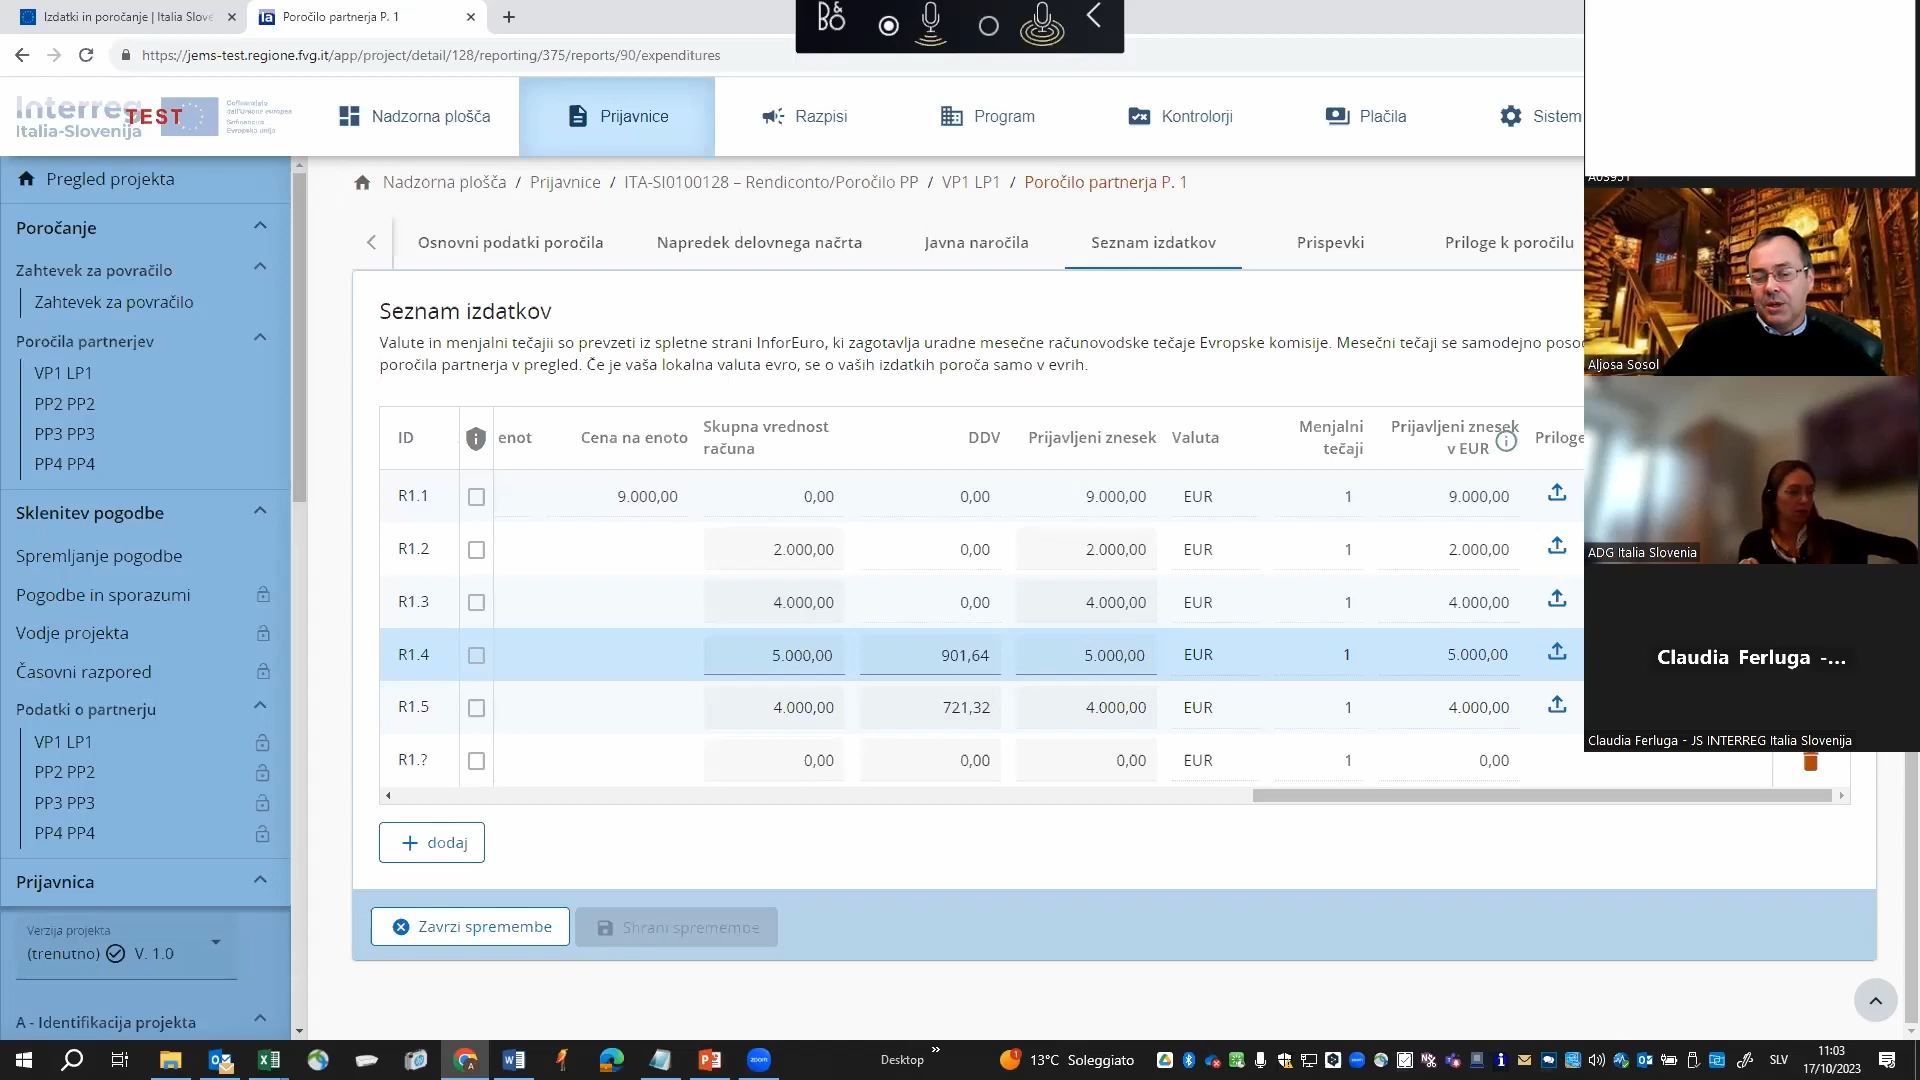 Izdatki in poročanje | Italia Slove
Poročilo partnerja P. 1
https://jems-test.regione.fvg.it/app/project/detail/128/reporting/375/reports/90/expenditures
Interreg
TEST
Italia-Slovenija
Cofinanziato
dall'Unione europea
Sofinancira
Evropska unija
Nadzorna plošča
Prijavnice
Razpisi
Program
Kontrolorji
Plačila
Sistem
Nadzorna plošča / Prijavnice / ITA-SI0100128 – Rendiconto/Poročilo PP / VP1 LP1 / Poročilo partnerja P. 1
Osnovni podatki poročila
Napredek delovnega načrta
Javna naročila
Seznam izdatkov
Prispevki
Priloge k poročilu
Pregled projekta
Poročanje
Zahtevek za povračilo
Zahtevek za povračilo
Poročila partnerjev
VP1 LP1
PP2 PP2
PP3 PP3
PP4 PP4
Sklenitev pogodbe
Spremljanje pogodbe
Pogodbe in sporazumi
Vodje projekta
Časovni razpored
Podatki o partnerju
VP1 LP1
PP2 PP2
PP3 PP3
PP4 PP4
Prijavnica
Verzija projekta
(trenutno) V. 1.0
A - Identifikacija projekta
Seznam izdatkov
Valute in menjalni tečajii so prevzeti iz spletne strani InforEuro, ki zagotavlja uradne mesečne računovodske tečaje Evropske komisije. Mesečni tečaji se samodejno posod
poročila partnerja v pregled. Če je vaša lokalna valuta evro, se o vaših izdatkih poroča samo v evrih.
ID enot Cena na enoto Skupna vrednost računa DDV Prijavljeni znesek Valuta Menjalni tečaji Prijavljeni znesek v EUR Priloge
R1.1 9.000,00 0,00 0,00 9.000,00 EUR 1 9.000,00
R1.2 2.000,00 0,00 2.000,00 EUR 1 2.000,00
R1.3 4.000,00 0,00 4.000,00 EUR 1 4.000,00
R1.4 5.000,00 901,64 5.000,00 EUR 1 5.000,00
R1.5 4.000,00 721,32 4.000,00 EUR 1 4.000,00
R1.? 0,00 0,00 0,00 EUR 1 0,00
dodaj
Zavrzi spremembe
Shrani spremembe
Aljosa Sosol
ADG Italia Slovenia
Claudia Ferluga -...
Claudia Ferluga - JS INTERREG Italia Slovenija
Desktop
13°C Soleggiato
SLV
11:03
17/10/2023